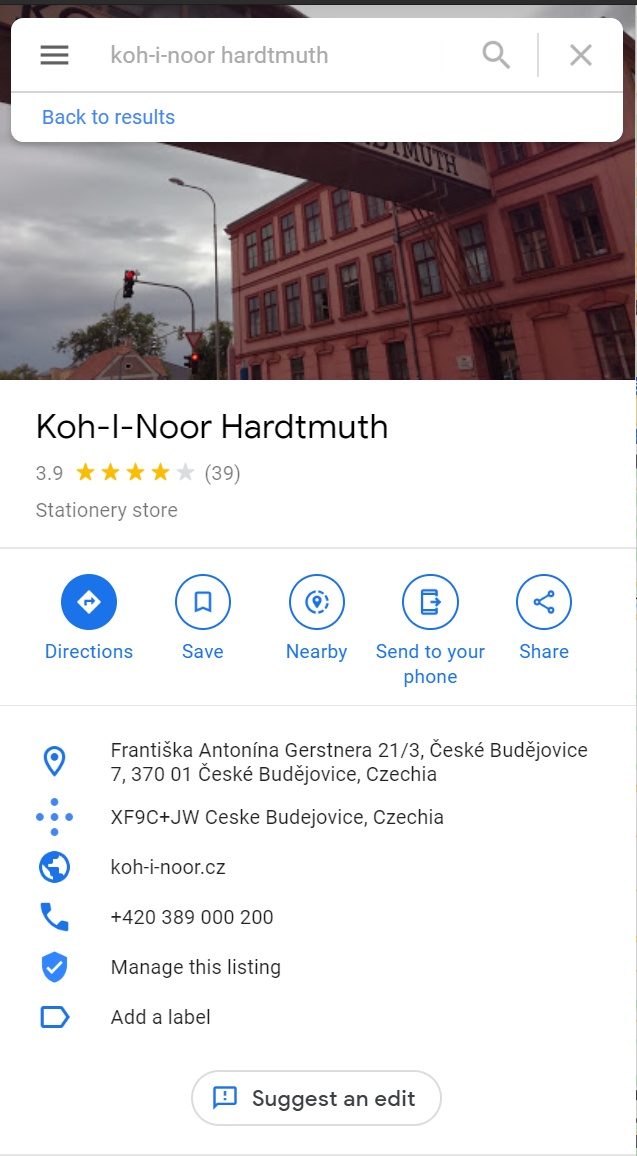 koh-i-noor hardtmuth
Back to results
Koh-I-Noor Hardtmuth
3.9 (39)
Stationery store
Directions
Save
Nearby
Send to your
phone
Share
Františka Antonína Gerstnera 21/3, České Budějovice
7, 370 01 České Budějovice, Czechia
XF9C+JW Ceske Budejovice, Czechia
koh-i-noor.cz
+420 389 000 200
Manage this listing
Add a label
Suggest an edit